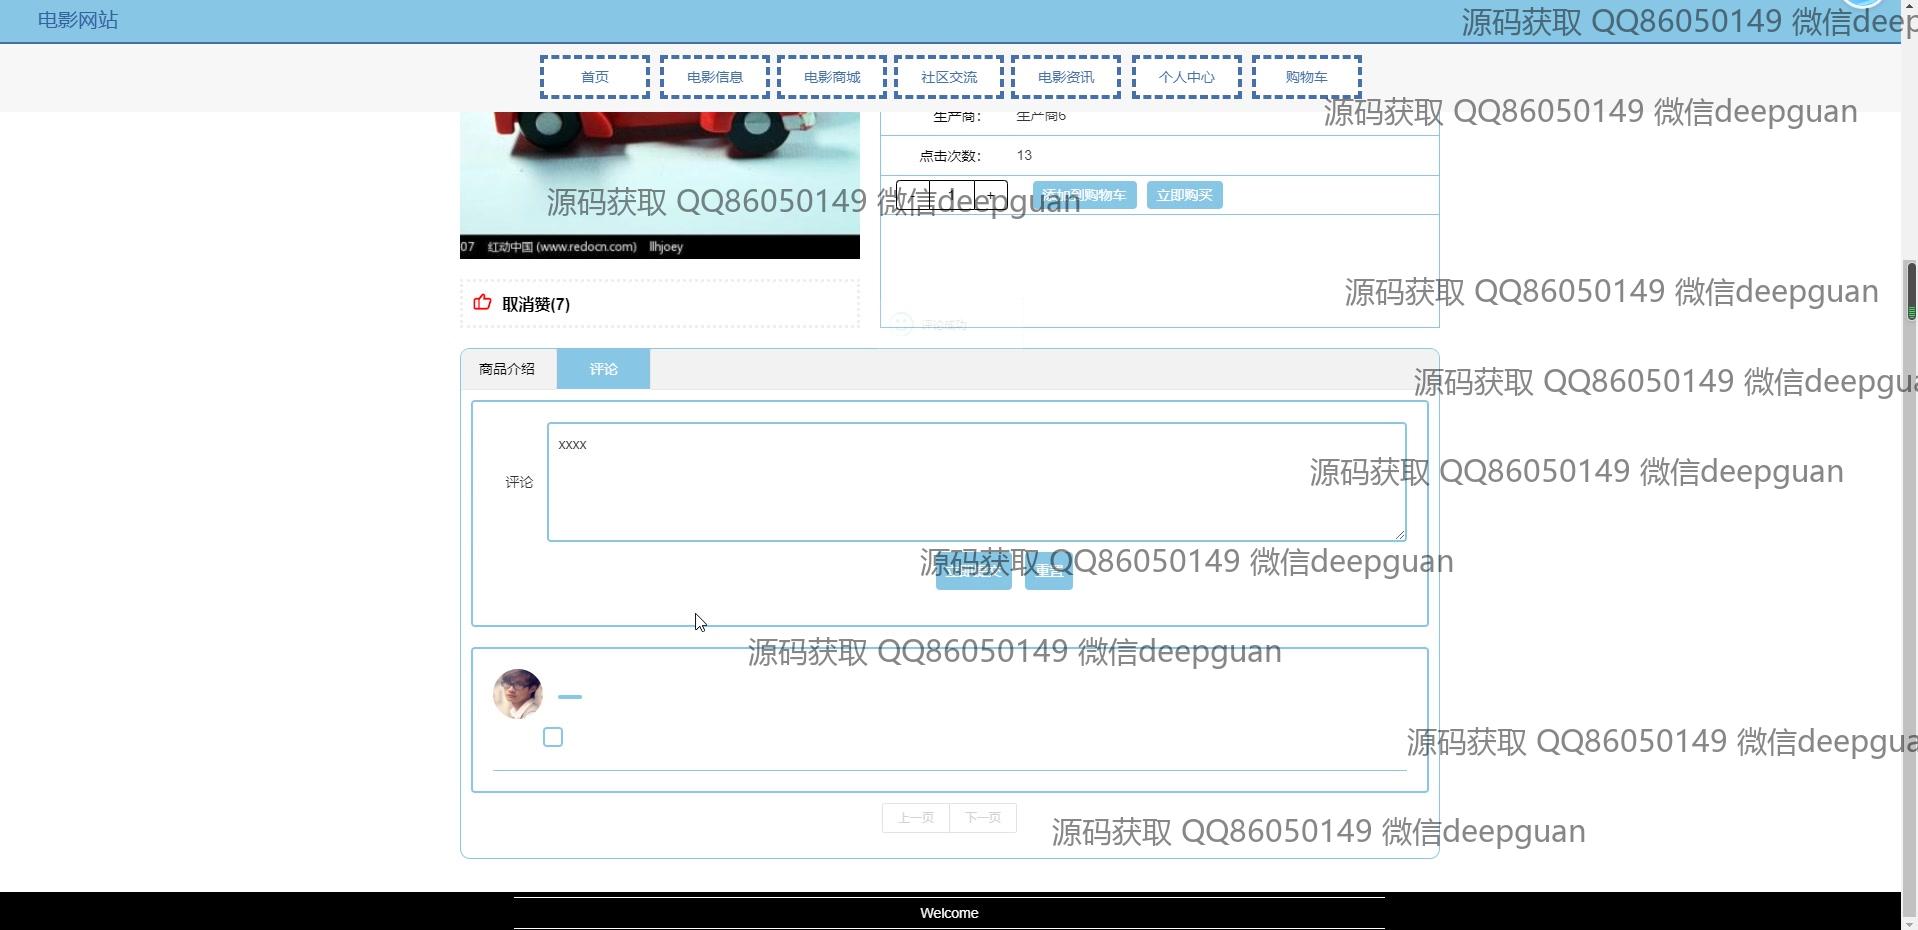 电影网站
源码获取 QQ86050149 微信deep
首页 电影信息 电影商城 社区交流 电影资讯 个人中心 购物车
源码获取 QQ86050149 微信deepguan
生产商： 生产商6
点击次数： 13
1 + 添加到购物车 立即购买
源码获取 QQ86050149 微信deepguan
07 红动中国 (www.redocn.com) llhjoey
源码获取 QQ86050149 微信deepguan
取消赞(7)
评论成功
商品介绍 评论
源码获取 QQ86050149 微信deepgua
xxxx
评论
源码获取 QQ86050149 微信deepguan
源码获取 QQ86050149 微信deepguan
立即提交 重置
源码获取 QQ86050149 微信deepguan
源码获取 QQ86050149 微信deepgua
上一页 下一页
源码获取 QQ86050149 微信deepguan
Welcome